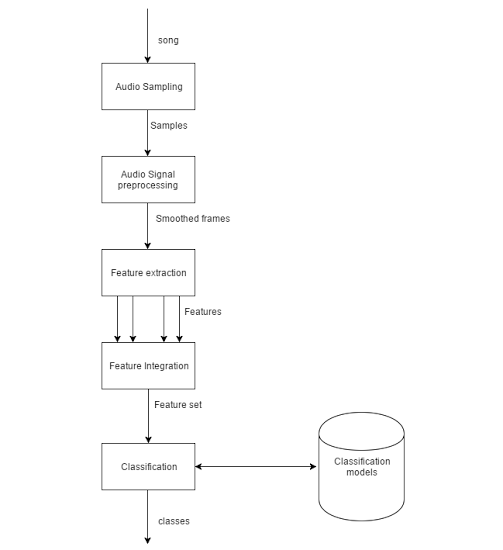 song
Audio Sampling
Samples
Audio Signal
preprocessing
Smoothed frames
Feature extraction
Features
Feature Integration
Feature set
Classification
Classification
models
classes